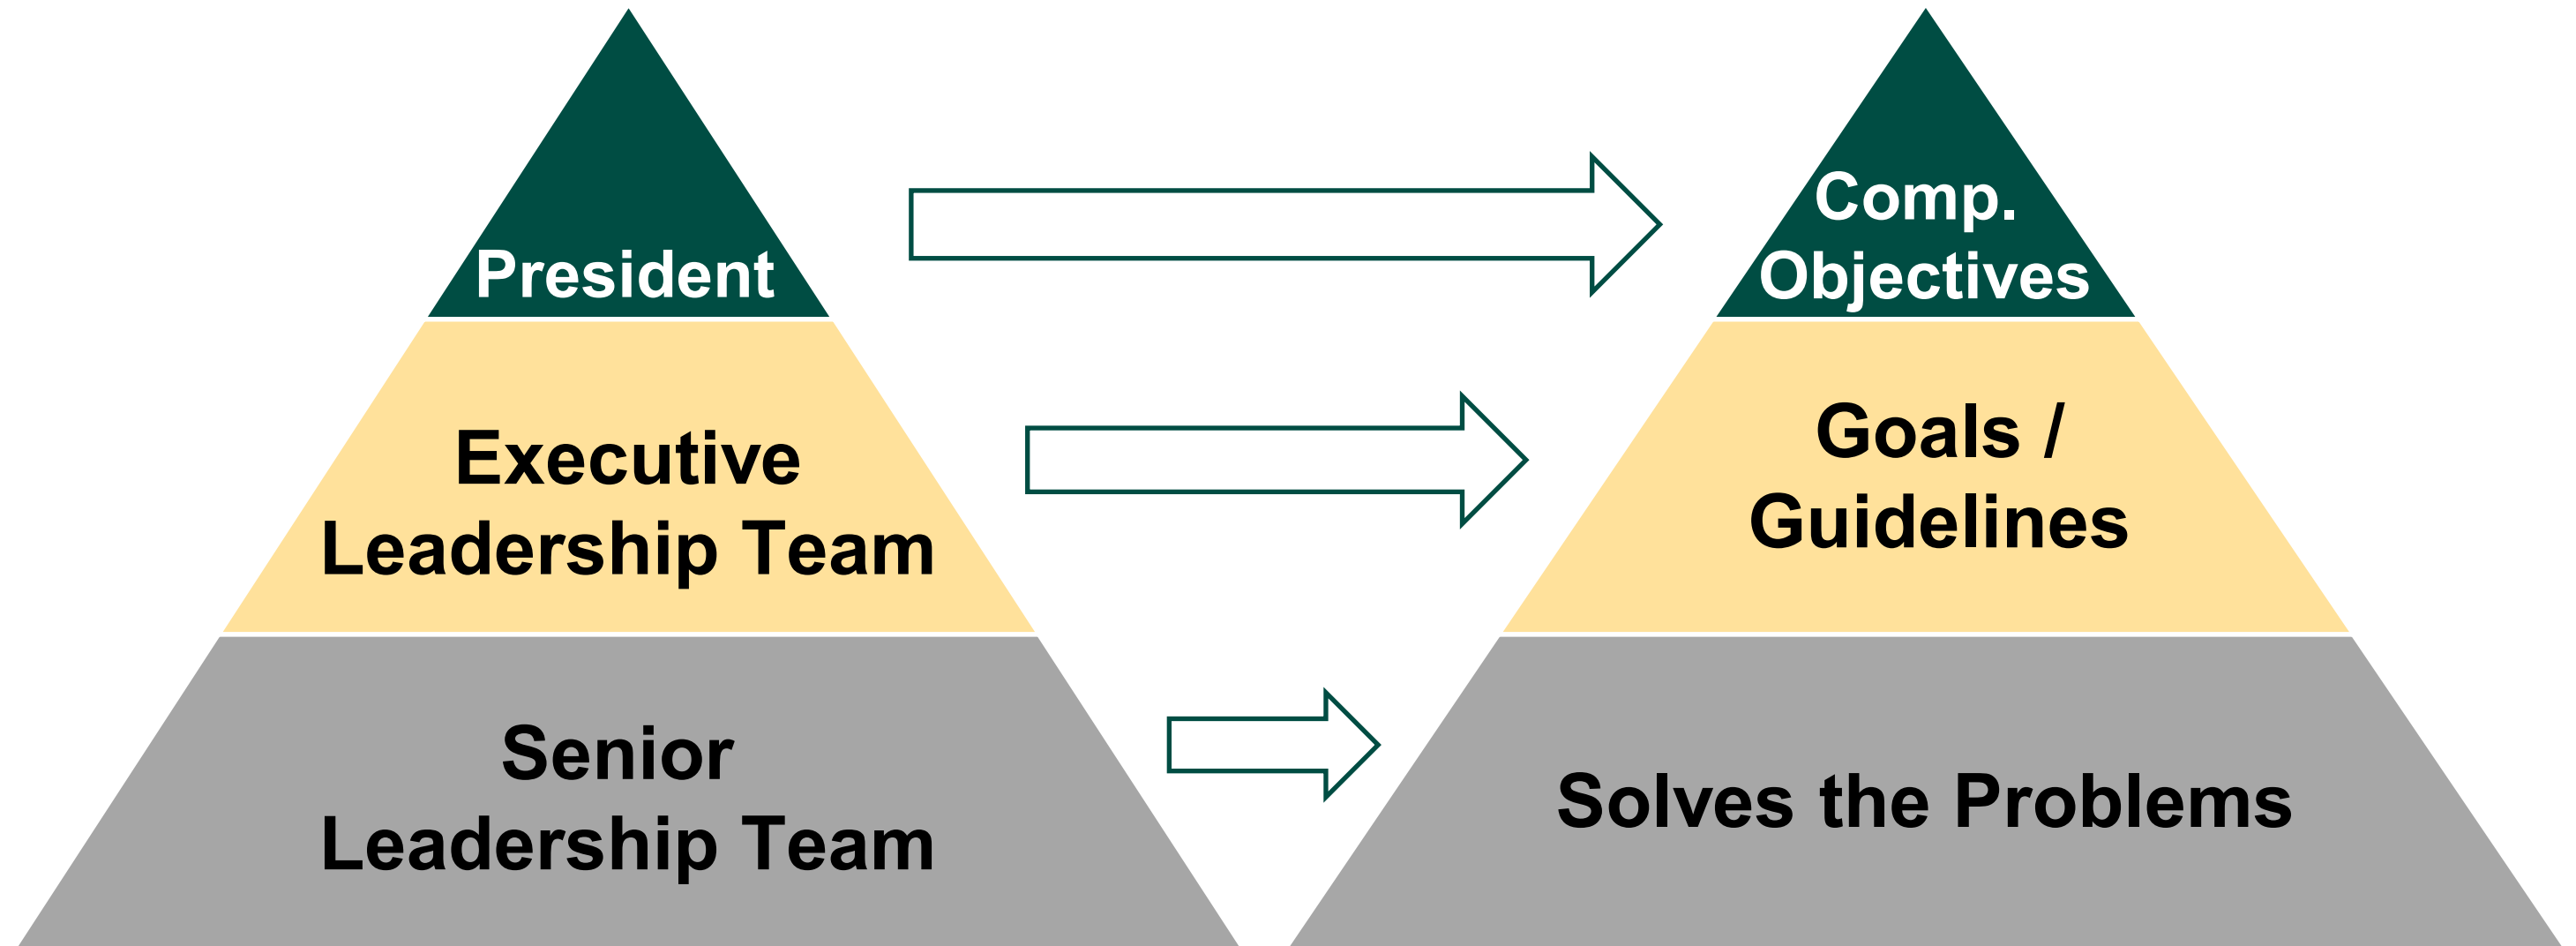 President
Executive
Leadership Team
Senior
Leadership Team
Comp.
Objectives
Goals /
Guidelines
Solves the Problems